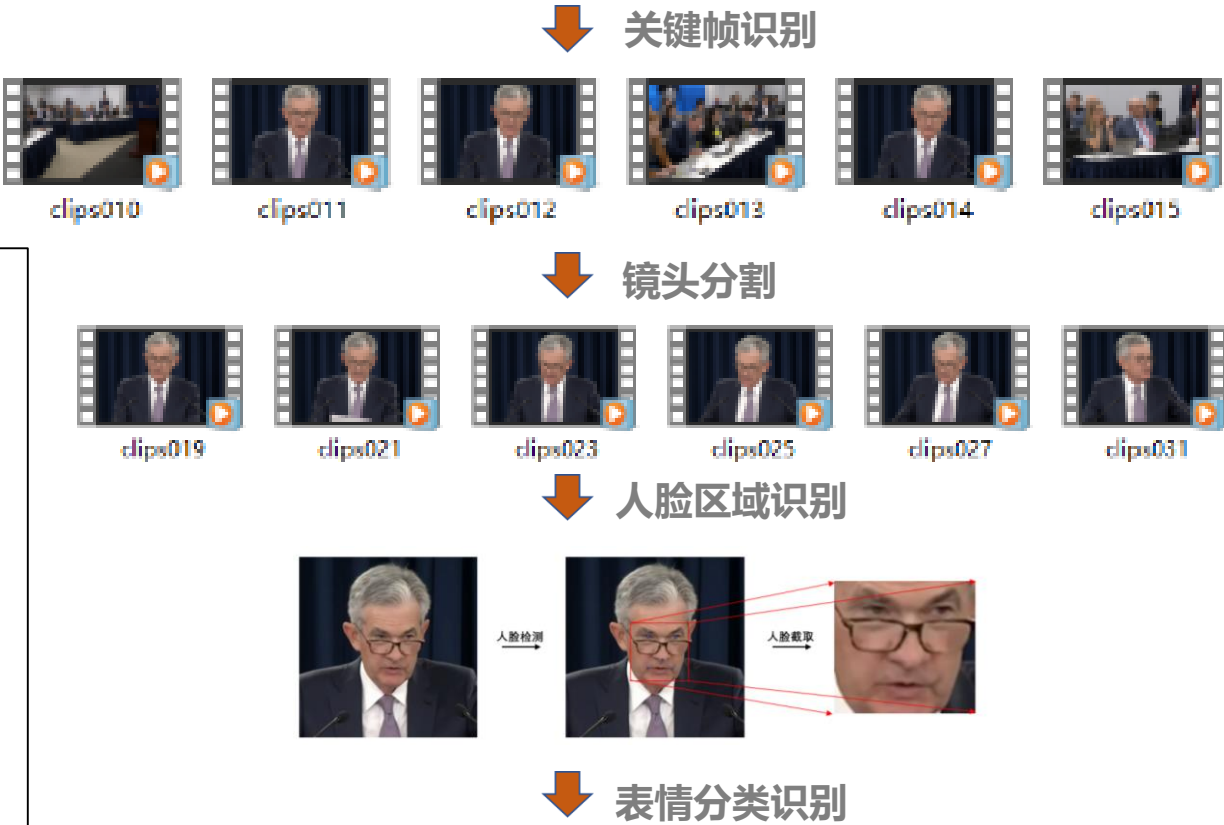 关键帧识别
clips010 clips011 clips012 clips013 clips014 clips015
镜头分割
clips019 clips021 clips023 clips025 clips027 clips031
人脸区域识别
人脸检测 人脸截取
表情分类识别